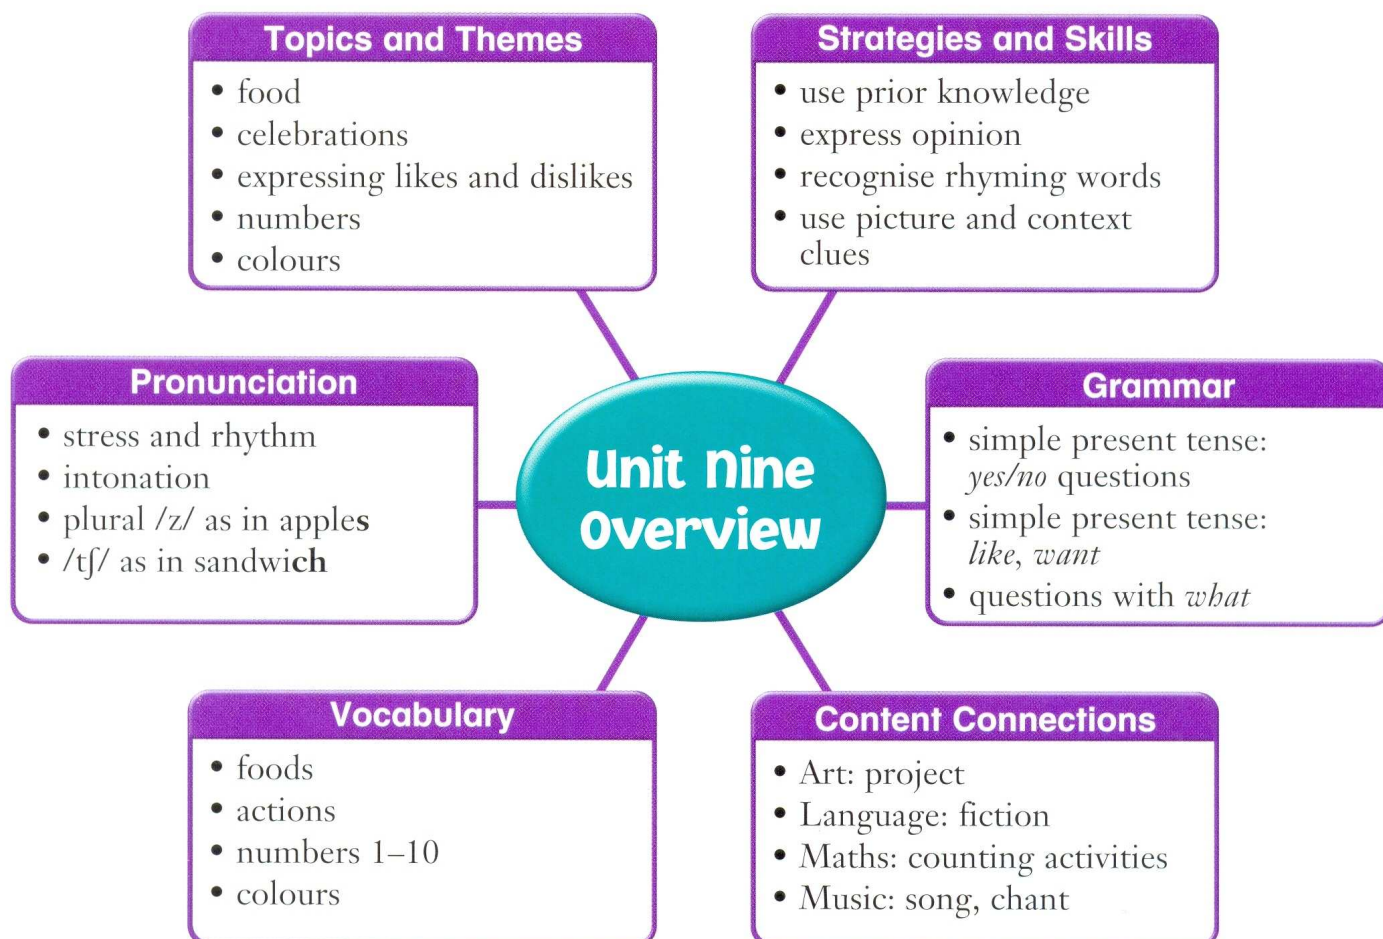 Topics and Themes
• food
• celebrations
• expressing likes and dislikes
• numbers
• colours
Strategies and Skills
• use prior knowledge
• express opinion
• recognise rhyming words
• use picture and context
clues
Pronunciation
• stress and rhythm
• intonation
• plural /z/ as in apples
• /tʃ/ as in sandwich
Unit Nine
Overview
Grammar
• simple present tense:
yes/no questions
• simple present tense:
like, want
• questions with what
Vocabulary
• foods
• actions
• numbers 1–10
• colours
Content Connections
• Art: project
• Language: fiction
• Maths: counting activities
• Music: song, chant